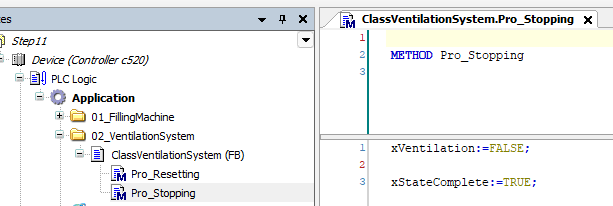 es
Step11
Device (Controller c520)
PLC Logic
Application
01_FillingMachine
02_VentilationSystem
ClassVentilationSystem (FB)
Pro_Resetting
Pro_Stopping
ClassVentilationSystem.Pro_Stopping
1
2 METHOD Pro_Stopping
3
1 xVentilation:=FALSE;
2
3 xStateComplete:=TRUE;